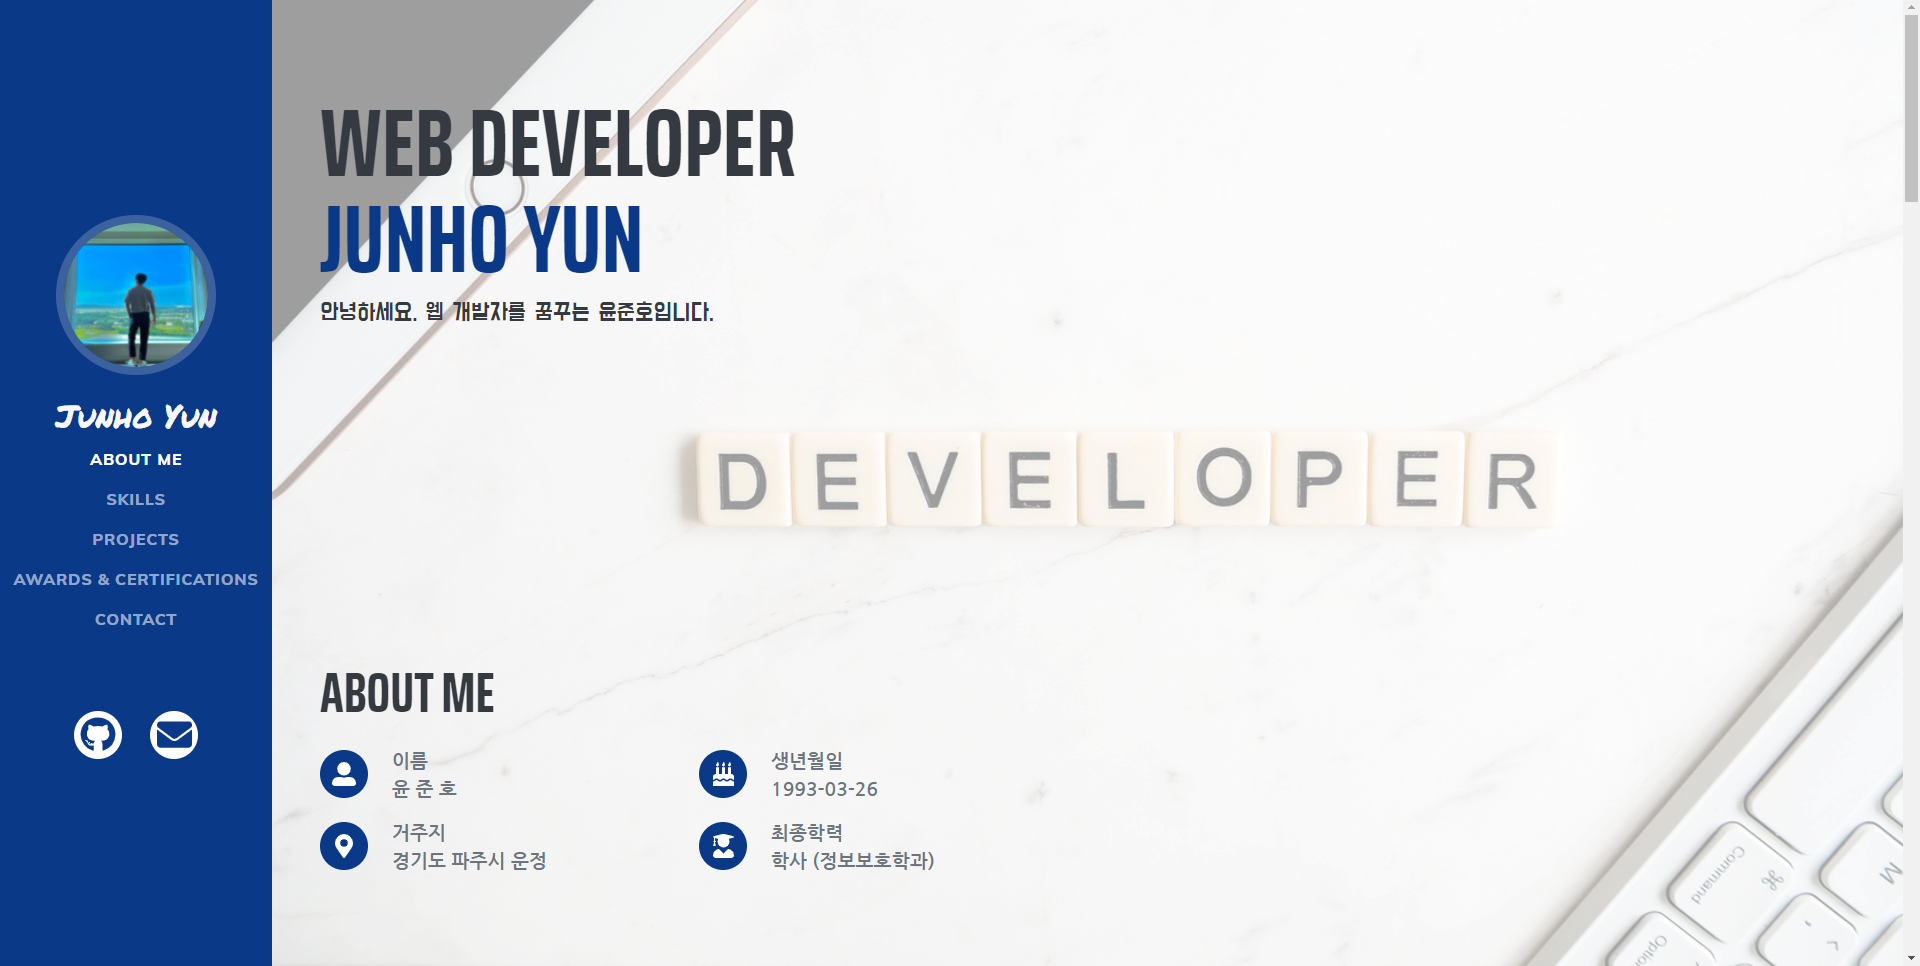 Junho Yun
ABOUT ME
SKILLS
PROJECTS
AWARDS & CERTIFICATIONS
CONTACT
WEB DEVELOPER
JUNHO YUN
안녕하세요. 웹 개발자를 꿈꾸는 윤준호입니다.
DEVELOPER
ABOUT ME
이름
윤 준 호
생년월일
1993-03-26
거주지
경기도 파주시 운정
최종학력
학사 (정보보호학과)
Command
⌘
M
,
<